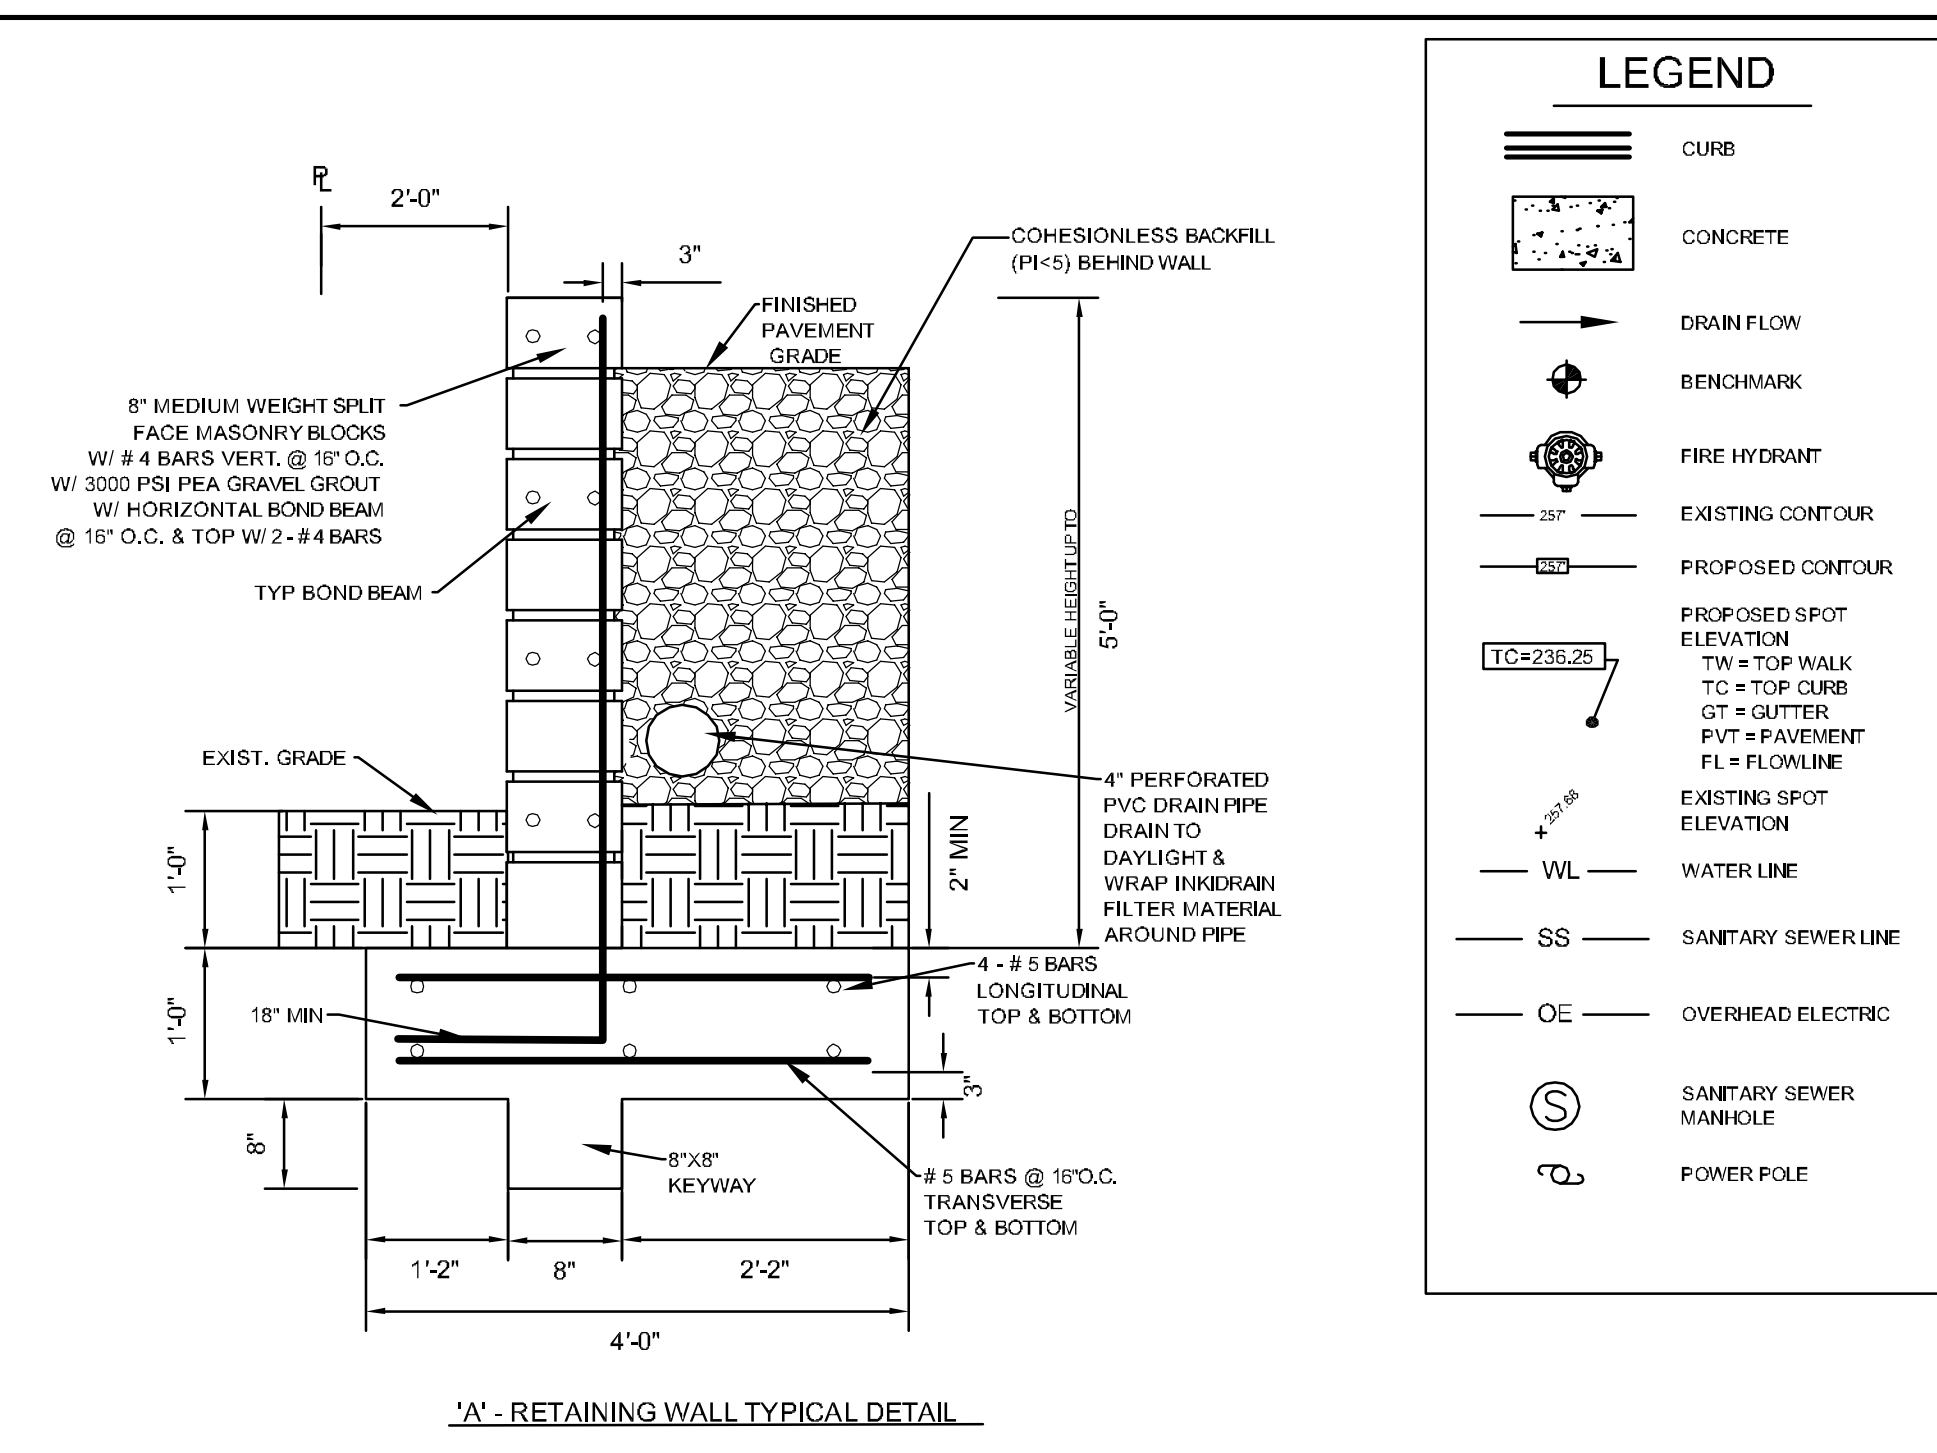 PL
2'-0"
3"
COHESIONLESS BACKFILL
(PI<5) BEHIND WALL
FINISHED
PAVEMENT
GRADE
8" MEDIUM WEIGHT SPLIT
FACE MASONRY BLOCKS
W/ # 4 BARS VERT. @ 16" O.C.
W/ 3000 PSI PEA GRAVEL GROUT
W/ HORIZONTAL BOND BEAM
@ 16" O.C. & TOP W/ 2 - # 4 BARS
TYP BOND BEAM
VARIABLE HEIGHT UP TO
5'-0"
EXIST. GRADE
4" PERFORATED
PVC DRAIN PIPE
DRAIN TO
DAYLIGHT &
WRAP INKIDRAIN
FILTER MATERIAL
AROUND PIPE
1'-0"
2" MIN
4 - # 5 BARS
LONGITUDINAL
TOP & BOTTOM
18" MIN
1'-0"
3"
8"
8"X8"
KEYWAY
# 5 BARS @ 16"O.C.
TRANSVERSE
TOP & BOTTOM
1'-2"
8"
2'-2"
4'-0"
'A' - RETAINING WALL TYPICAL DETAIL
LEGEND
CURB
CONCRETE
DRAIN FLOW
BENCHMARK
FIRE HYDRANT
257' EXISTING CONTOUR
257' PROPOSED CONTOUR
PROPOSED SPOT
ELEVATION
TC=236.25
TW = TOP WALK
TC = TOP CURB
GT = GUTTER
PVT = PAVEMENT
FL = FLOWLINE
257.88
EXISTING SPOT
ELEVATION
WL WATER LINE
SS SANITARY SEWER LINE
OE OVERHEAD ELECTRIC
S
SANITARY SEWER
MANHOLE
POWER POLE